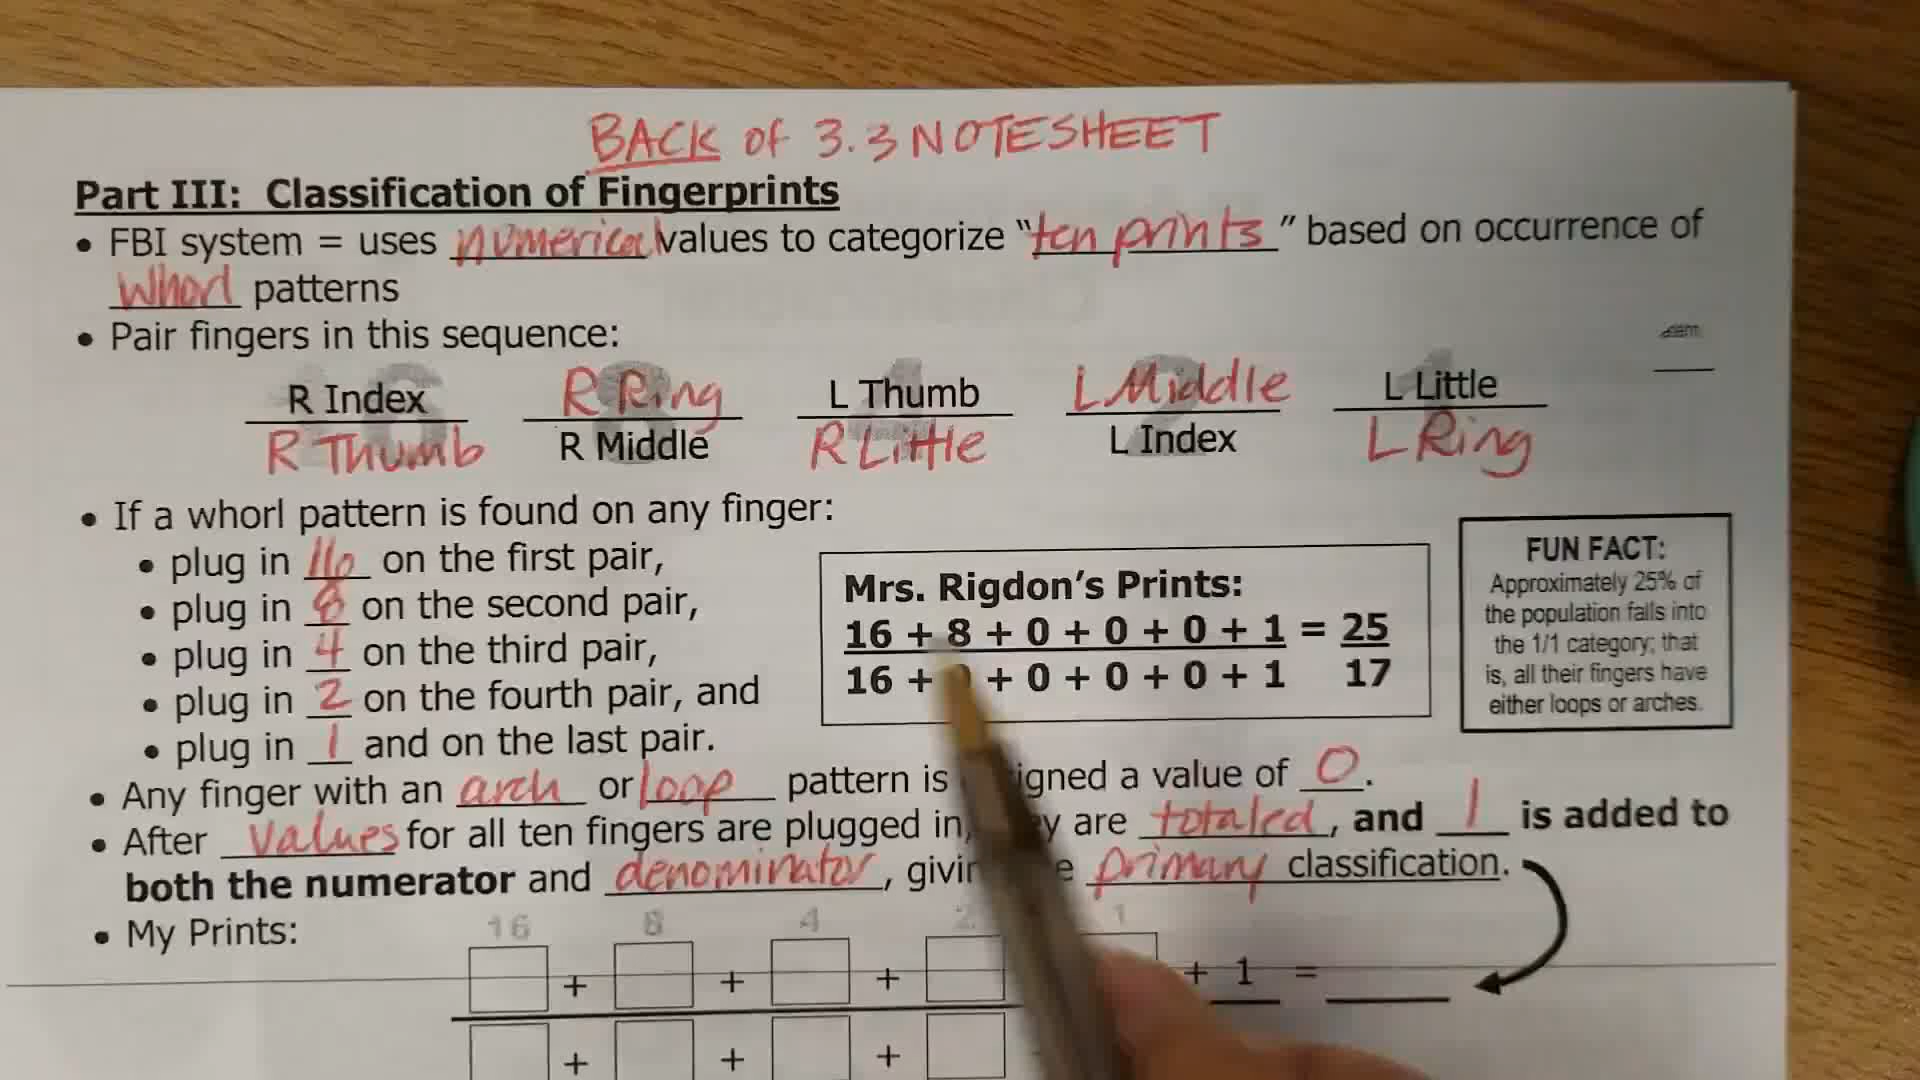 BACK of 3.3 NOTESHEET
Part III: Classification of Fingerprints
• FBI system = uses numerical values to categorize "ten prints" based on occurrence of
whorl patterns
• Pair fingers in this sequence:
16 8 4 2 1
R Index R Ring L Thumb L Middle L Little
R Thumb R Middle R Little L Index L Ring
• If a whorl pattern is found on any finger:
• plug in 16 on the first pair,
• plug in 8 on the second pair,
• plug in 4 on the third pair,
• plug in 2 on the fourth pair, and
• plug in 1 and on the last pair.
Mrs. Rigdon's Prints:
16 + 8 + 0 + 0 + 0 + 1 = 25
16 + + 0 + 0 + 0 + 1 17
FUN FACT:
Approximately 25% of
the population falls into
the 1/1 category; that
is, all their fingers have
either loops or arches.
• Any finger with an arch or loop pattern is igned a value of 0.
• After values for all ten fingers are plugged in, y are totaled, and 1 is added to
both the numerator and denominator, givin e primary classification.
• My Prints:
16 8 4 2 1
+ + + + 1 =
+ + +